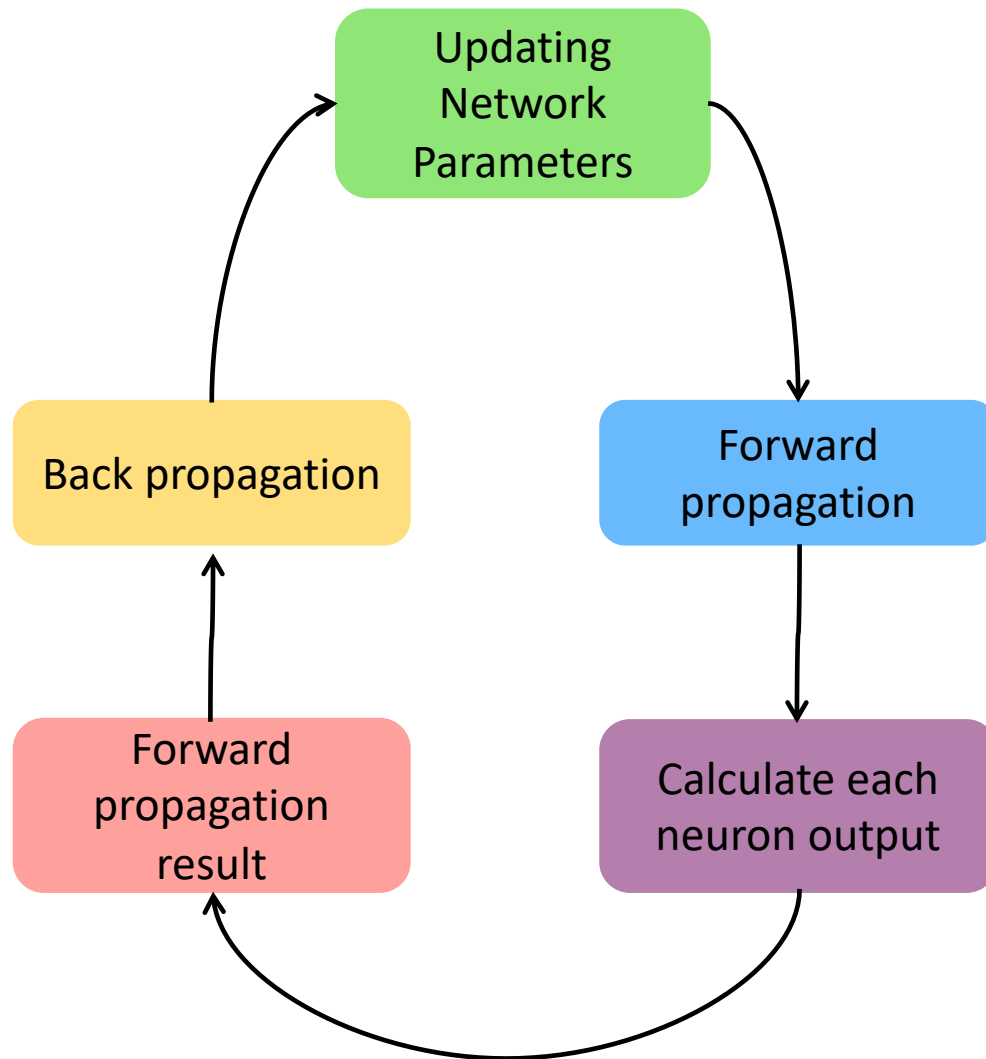 Updating
Network
Parameters
Back propagation
Forward
propagation
Forward
propagation
result
Calculate each
neuron output